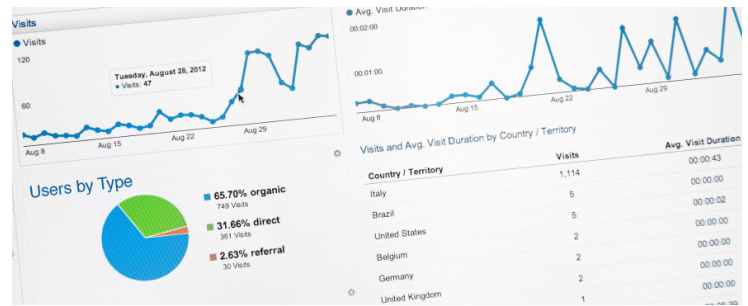 Visits
Visits
120
60
Tuesday, August 28, 2012
Visits: 47
Aug 8
Aug 15
Aug 22
Aug 29
Avg. Visit Duration
00:02:00
00:01:00
Aug 8
Aug 15
Aug 22
Aug 29
Users by Type
65.70% organic
749 Visits
31.66% direct
361 Visits
2.63% referral
30 Visits
Visits and Avg. Visit Duration by Country / Territory
Country / Territory Visits Avg. Visit Duration
Italy 1,114 00:00:43
Brazil 5 00:00:00
United States 5 00:00:02
Belgium 2 00:00:00
Germany 2 00:00:00
United Kingdom 2 00:00:00
1